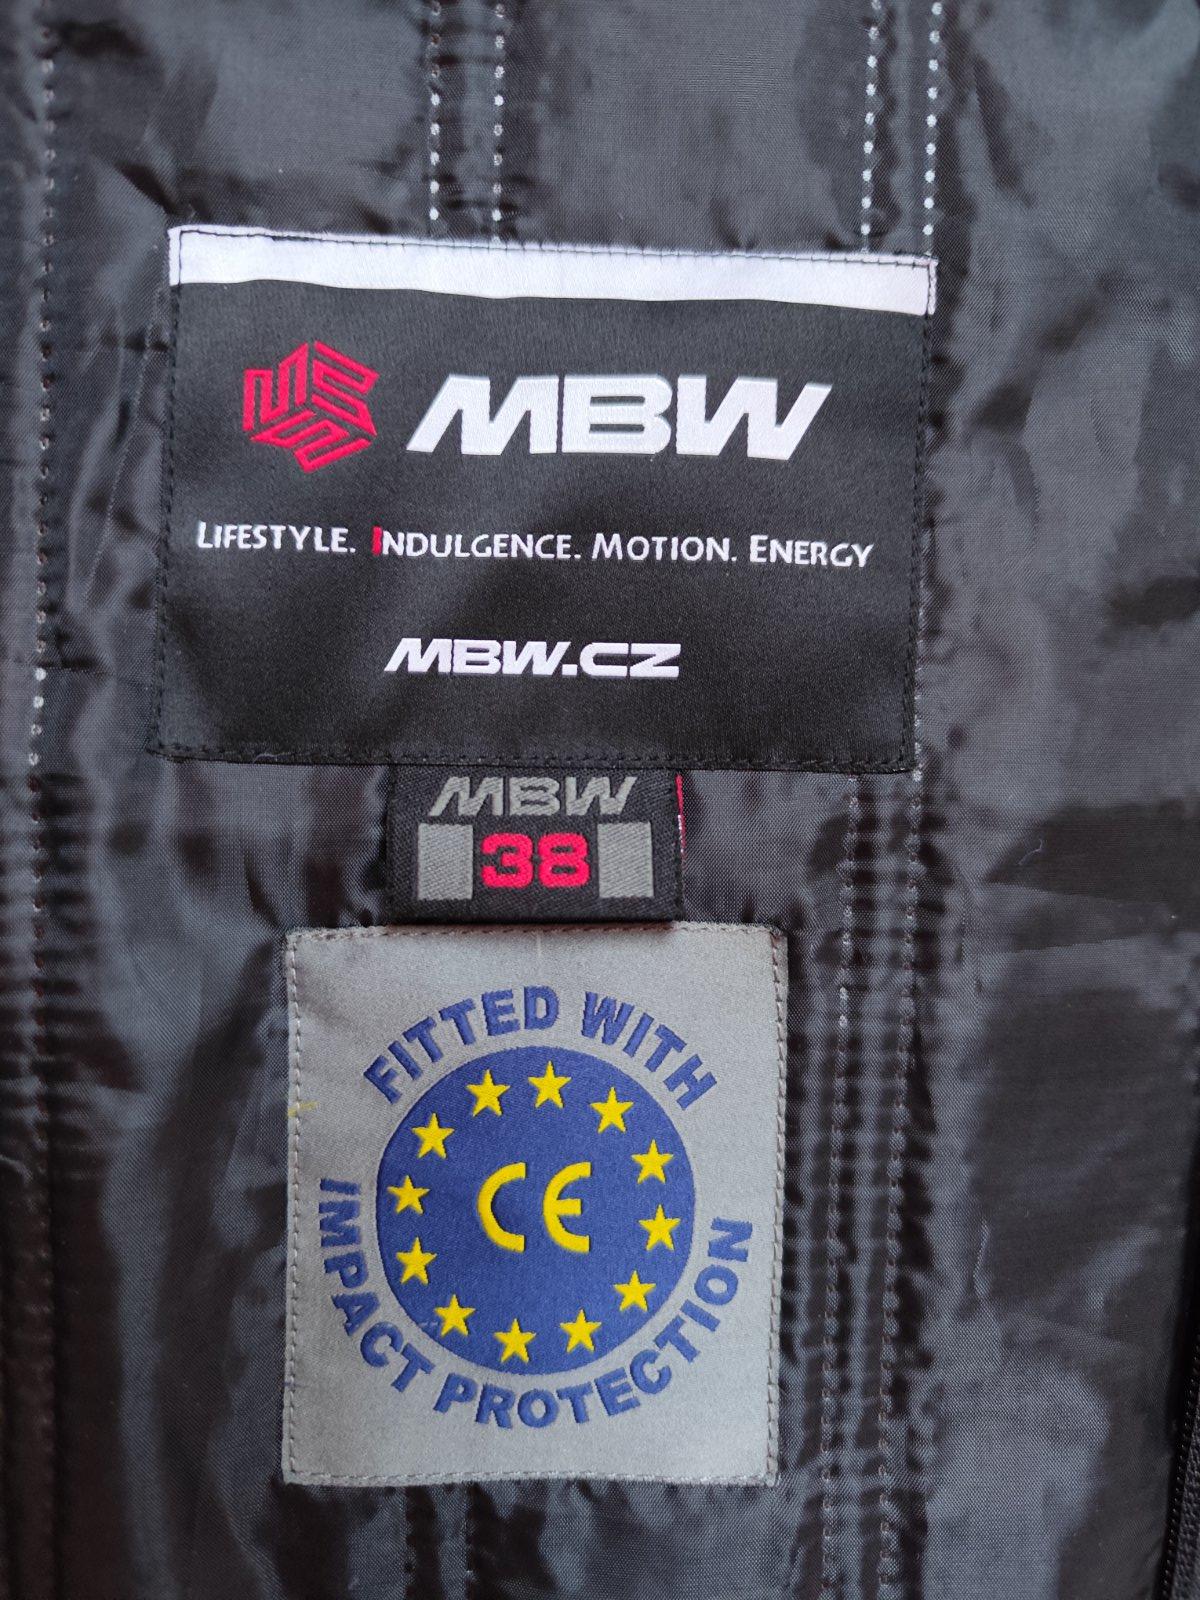 MBW
LIFESTYLE. INDULGENCE. MOTION. ENERGY
MBW.CZ
MBW
38
FITTED WITH
CE
IMPACT PROTECTION